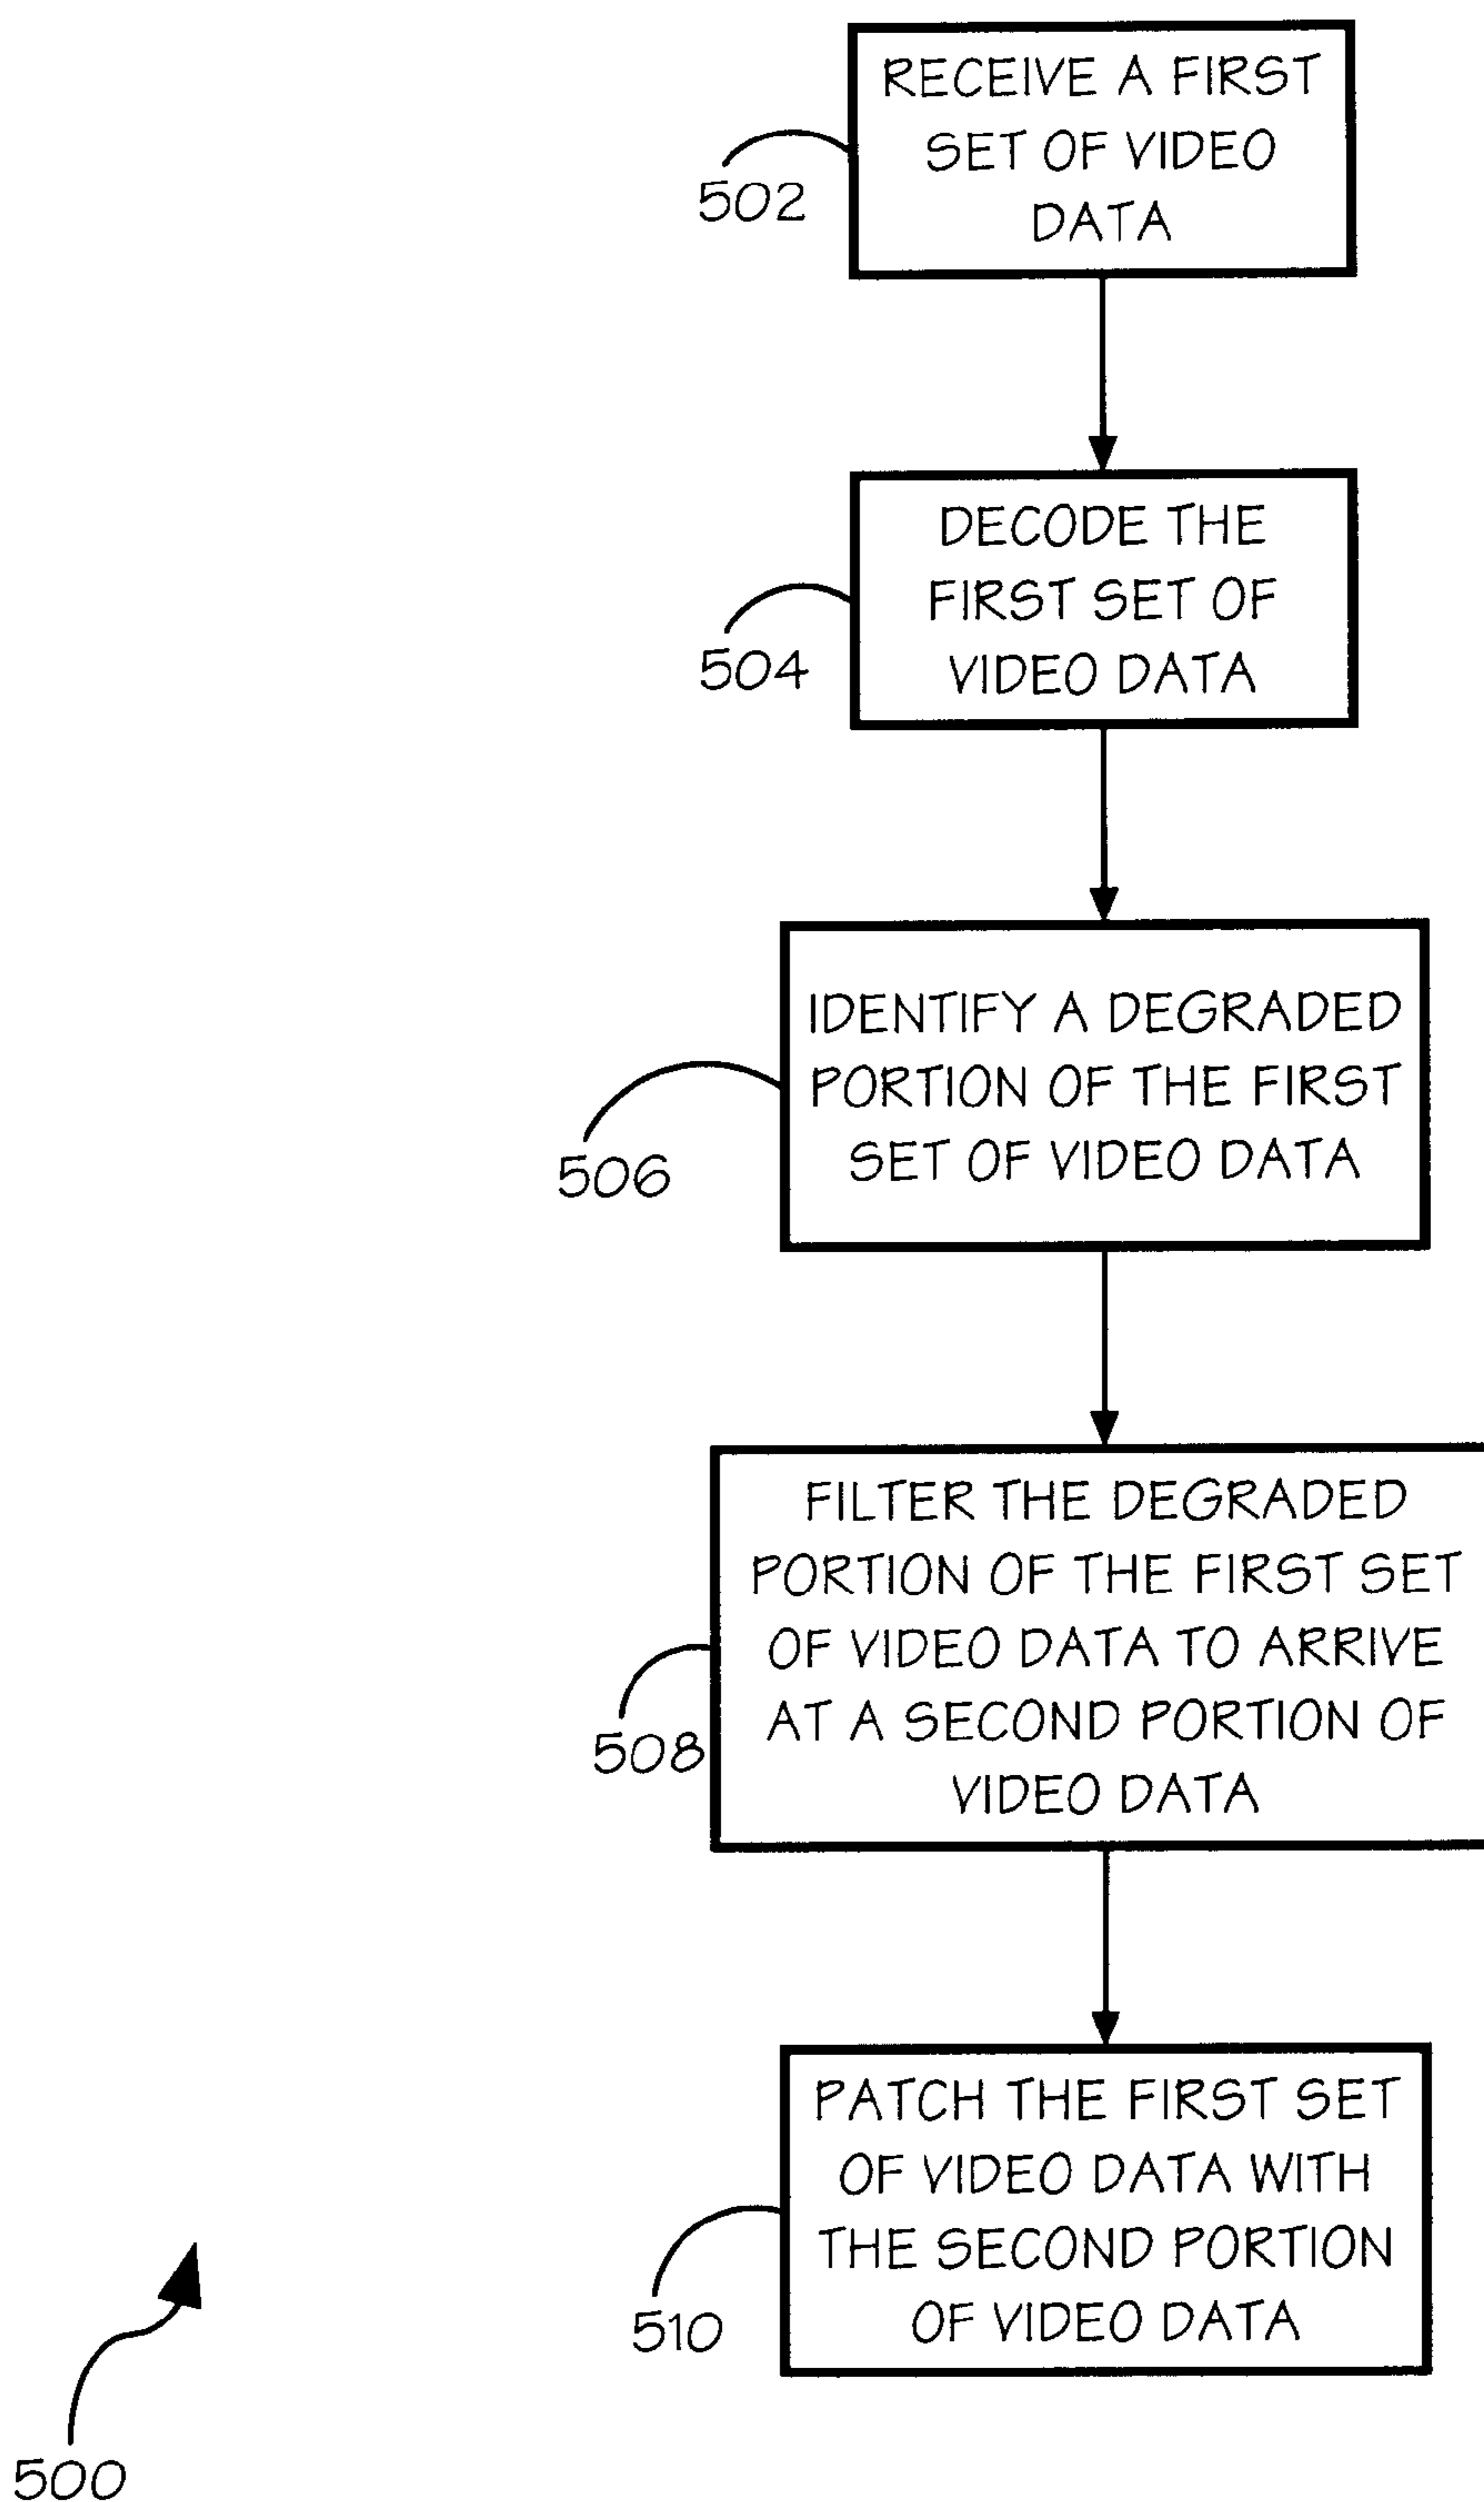 RECEIVE A FIRST
SET OF VIDEO
DATA
502
DECODE THE
FIRST SET OF
VIDEO DATA
504
IDENTIFY A DEGRADED
PORTION OF THE FIRST
SET OF VIDEO DATA
506
FILTER THE DEGRADED
PORTION OF THE FIRST SET
OF VIDEO DATA TO ARRIVE
AT A SECOND PORTION OF
VIDEO DATA
508
PATCH THE FIRST SET
OF VIDEO DATA WITH
THE SECOND PORTION
OF VIDEO DATA
510
500